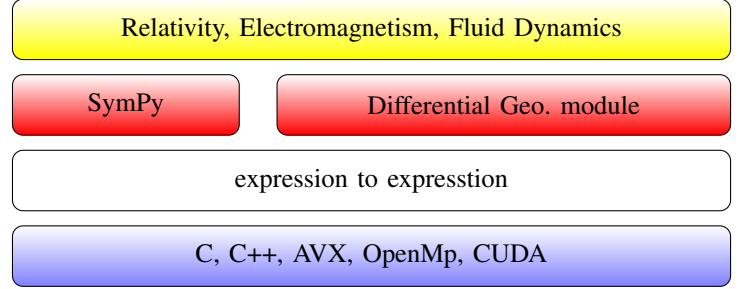 Relativity, Electromagnetism, Fluid Dynamics
SymPy
Differential Geo. module
expression to expresstion
C, C++, AVX, OpenMp, CUDA